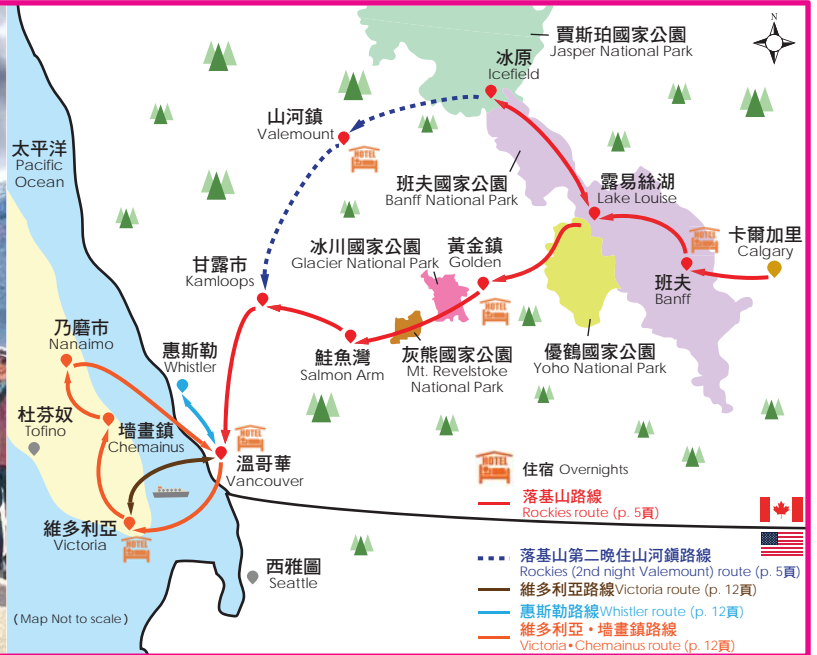 賈斯珀國家公園
Jasper National Park
N
冰原
Icefield
山河鎮
Valemount
HOTEL
太平洋
Pacific
Ocean
班夫國家公園
Banff National Park
露易絲湖
Lake Louise
HOTEL
卡爾加里
Calgary
冰川國家公園
Glacier National Park
黃金鎮
Golden
HOTEL
甘露市
Kamloops
班夫
Banff
乃磨市
Nanaimo
惠斯勒
Whistler
鮭魚灣
Salmon Arm
灰熊國家公園
Mt. Revelstoke
National Park
優鶴國家公園
Yoho National Park
杜芬奴
Tofino
墻畫鎮
Chemainus
HOTEL
溫哥華
Vancouver
維多利亞
Victoria
HOTEL
西雅圖
Seattle
(Map Not to scale)
HOTEL
住宿 Overnights
落基山路線
Rockies route (p. 5頁)
落基山第二晚住山河鎮路線
Rockies (2nd night Valemount) route (p. 5頁)
維多利亞路線Victoria route (p. 12頁)
惠斯勒路線Whistler route (p. 12頁)
維多利亞•墻畫鎮路線
Victoria•Chemainus route (p. 12頁)